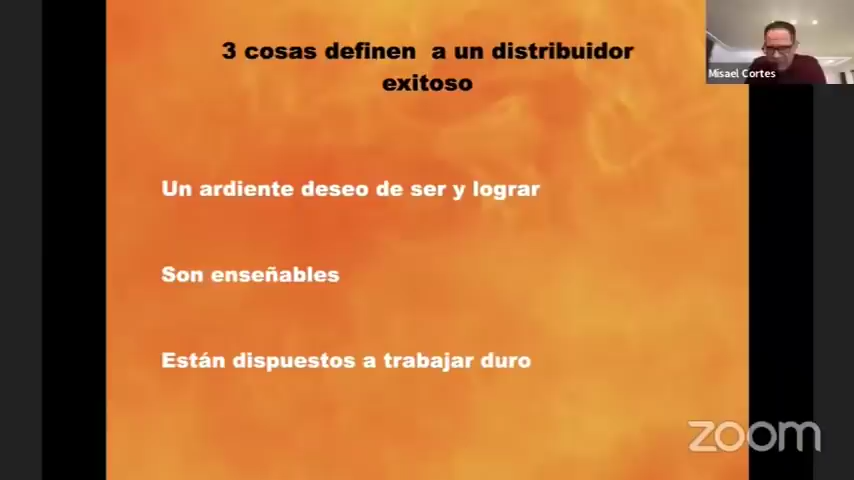 3 cosas definen a un distribuidor
exitoso
Misael Cortes
Un ardiente deseo de ser y lograr
Son enseñables
Están dispuestos a trabajar duro
zoom